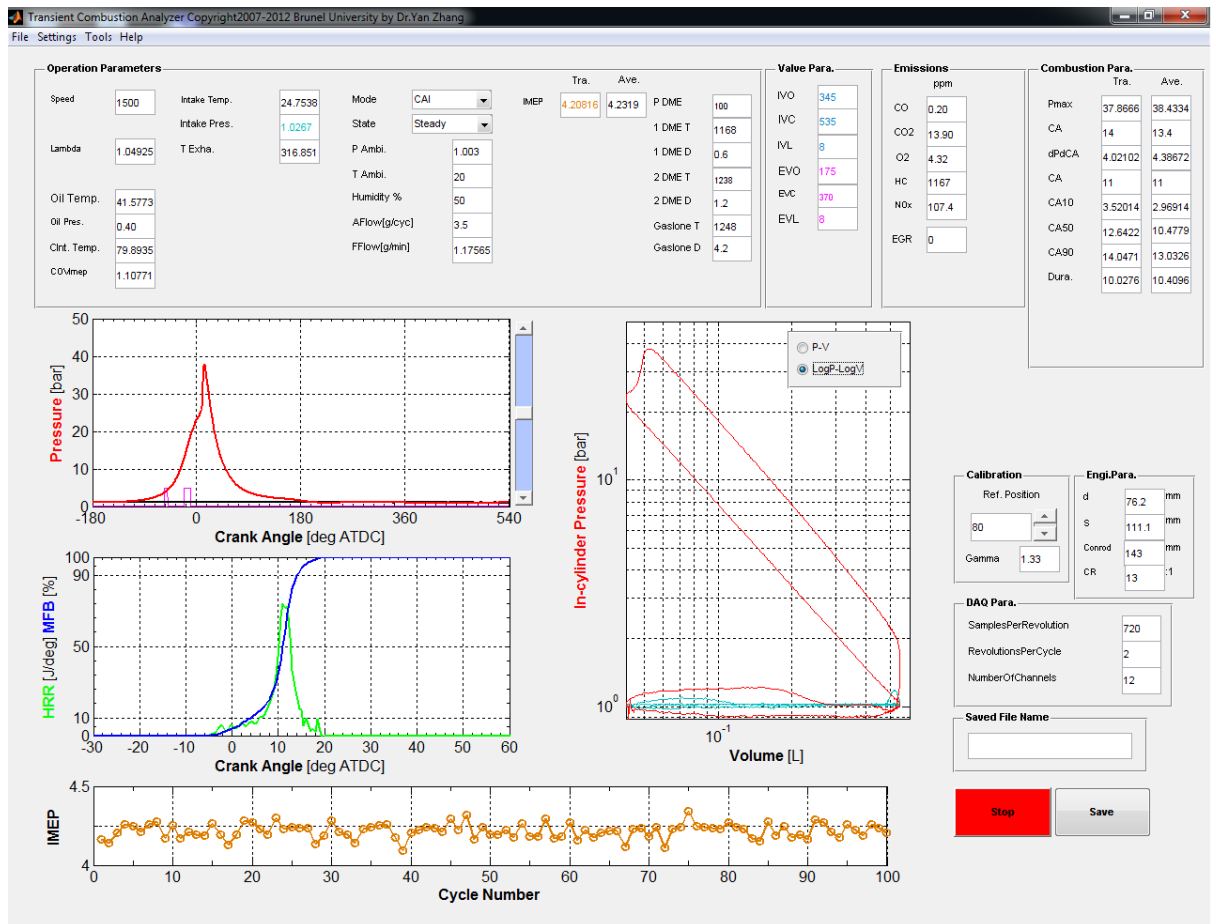 Transient Combustion Analyzer Copyright2007-2012 Brunel University by Dr.Yan Zhang
File Settings Tools Help
Operation Parameters
Speed 1500
Lambda 1.04925
Oil Temp. 41.5773
Oil Pres. 0.40
Clnt. Temp. 79.8935
COVImep 1.10771
Intake Temp. 24.7538
Intake Pres. 1.0267
T Exha. 316.851
Mode CAI
State Steady
P Ambi. 1.003
T Ambi. 20
Humidity % 50
AFlow[g/cyc] 3.5
FFlow[g/min] 1.17565
Tra. Ave.
IMEP 4.20816 4.2319
P DME 100
1 DME T 1168
1 DME D 0.6
2 DME T 1238
2 DME D 1.2
Gaslone T 1248
Gaslone D 4.2
Valve Para.
IVO 345
IVC 535
IVL 8
EVO 175
EVC 370
EVL 8
Emissions
ppm
CO 0.20
CO2 13.90
O2 4.32
HC 1167
NOx 107.4
EGR 0
Combustion Para.
Tra. Ave.
Pmax 37.8666 38.4334
CA 14 13.4
dPdCA 4.02102 4.38672
CA 11 11
CA10 3.52014 2.96914
CA50 12.6422 10.4779
CA90 14.0471 13.0326
Dura. 10.0276 10.4096
50
40
30
20
10
0
Pressure [bar]
-180 0 180 360 540
Crank Angle [deg ATDC]
100
90
50
10
0
HRR [J/deg] MFB [%]
-30 -20 -10 0 10 20 30 40 50 60
Crank Angle [deg ATDC]
P-V
LogP-LogV
In-cylinder Pressure [bar]
10^1
10^0
10^-1
Volume [L]
Calibration
Ref. Position
80
Gamma 1.33
Engi.Para.
d 76.2 mm
S 111.1 mm
Conrod 143 mm
CR 13 :1
DAQ Para.
SamplesPerRevolution 720
RevolutionsPerCycle 2
NumberOfChannels 12
Saved File Name
Stop Save
4.5
4
IMEP
0 10 20 30 40 50 60 70 80 90 100
Cycle Number